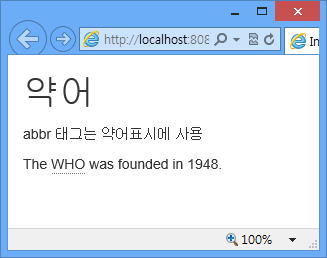 http://localhost:808
In
약어
abbr 태그는 약어표시에 사용
The WHO was founded in 1948.
100%